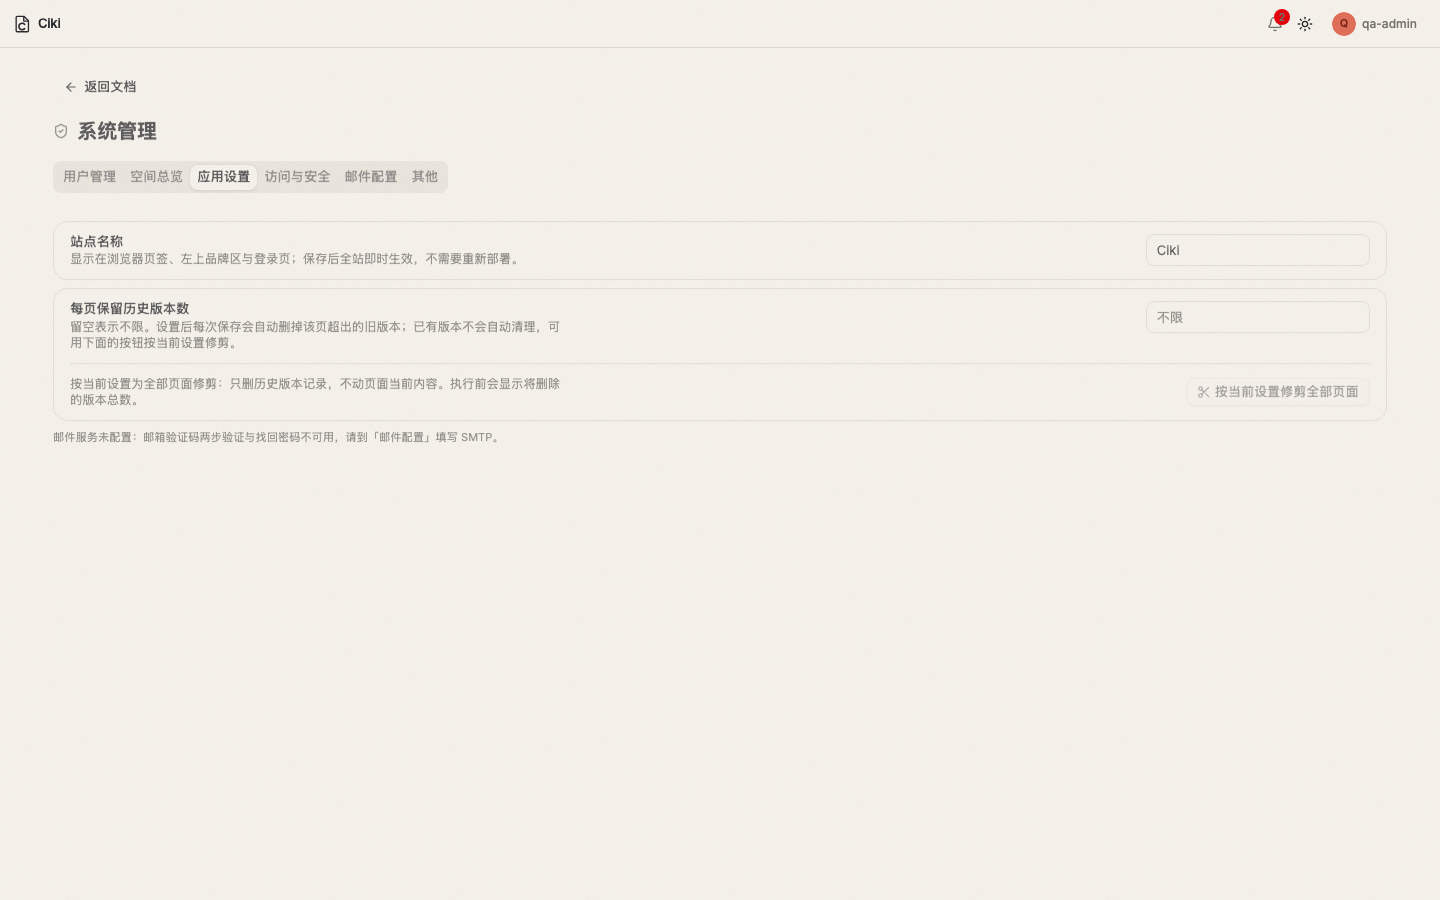 Ciki
2
Q
qa-admin
返回文档
系统管理
用户管理 空间总览 应用设置 访问与安全 邮件配置 其他
站点名称
显示在浏览器页签、左上品牌区与登录页；保存后全站即时生效，不需要重新部署。
Ciki
每页保留历史版本数
留空表示不限。设置后每次保存会自动删掉该页超出的旧版本；已有版本不会自动清理，可
用下面的按钮按当前设置修剪。
不限
按当前设置为全部页面修剪：只删历史版本记录，不动页面当前内容。执行前会显示将删除
的版本总数。
按当前设置修剪全部页面
邮件服务未配置：邮箱验证码两步验证与找回密码不可用，请到「邮件配置」填写 SMTP。